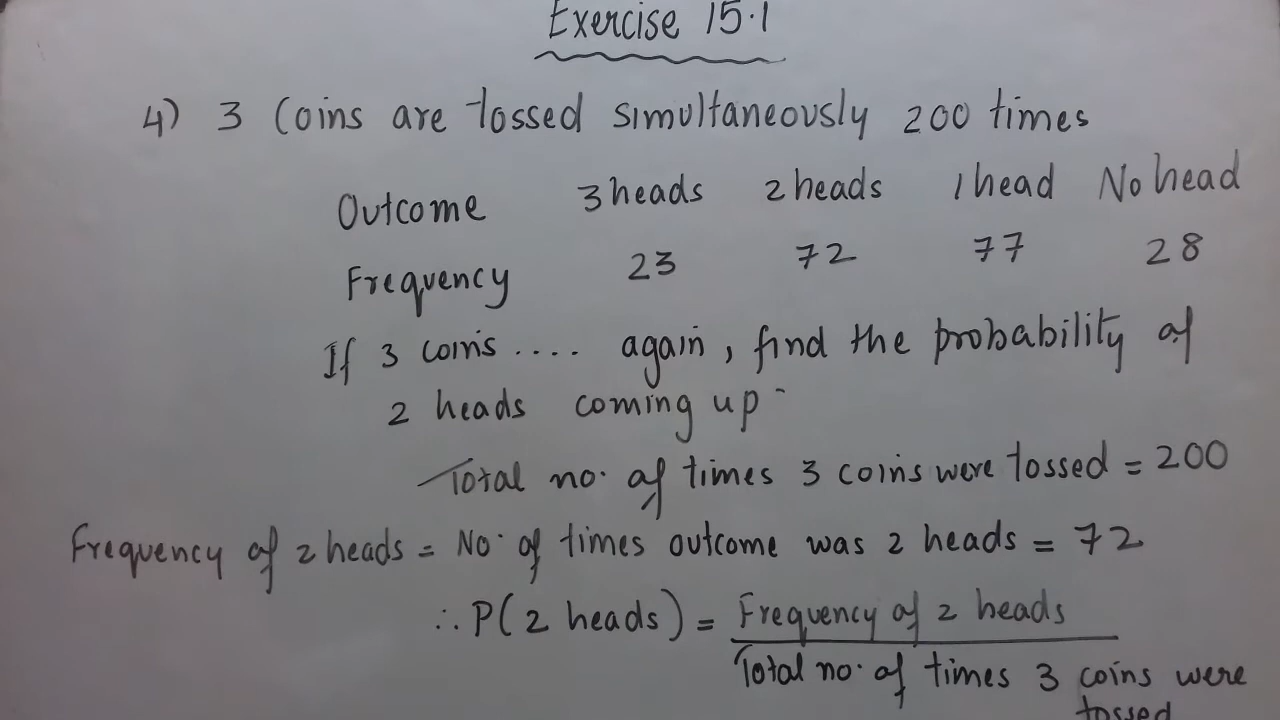 Exercise 15.1
4) 3 Coins are tossed simultaneously 200 times
Outcome 3 heads 2 heads 1 head No head
Frequency 23 72 77 28
If 3 coins .... again, find the probability of
2 heads coming up-
Total no. of times 3 coins were tossed = 200
Frequency of 2 heads = No. of times outcome was 2 heads = 72
∴ P(2 heads) = Frequency of 2 heads
Total no. of times 3 coins were
tossed